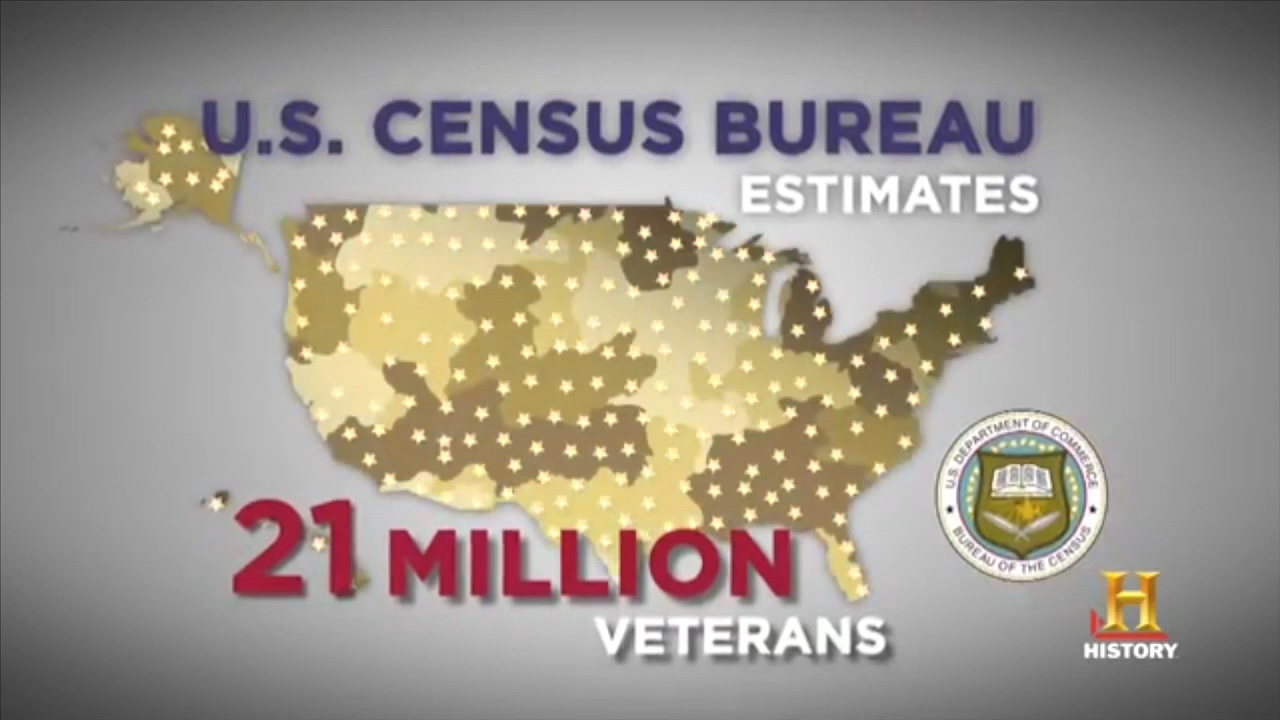 U.S. CENSUS BUREAU
ESTIMATES
21 MILLION
VETERANS
U.S. DEPARTMENT OF COMMERCE
BUREAU OF THE CENSUS
H
HISTORY